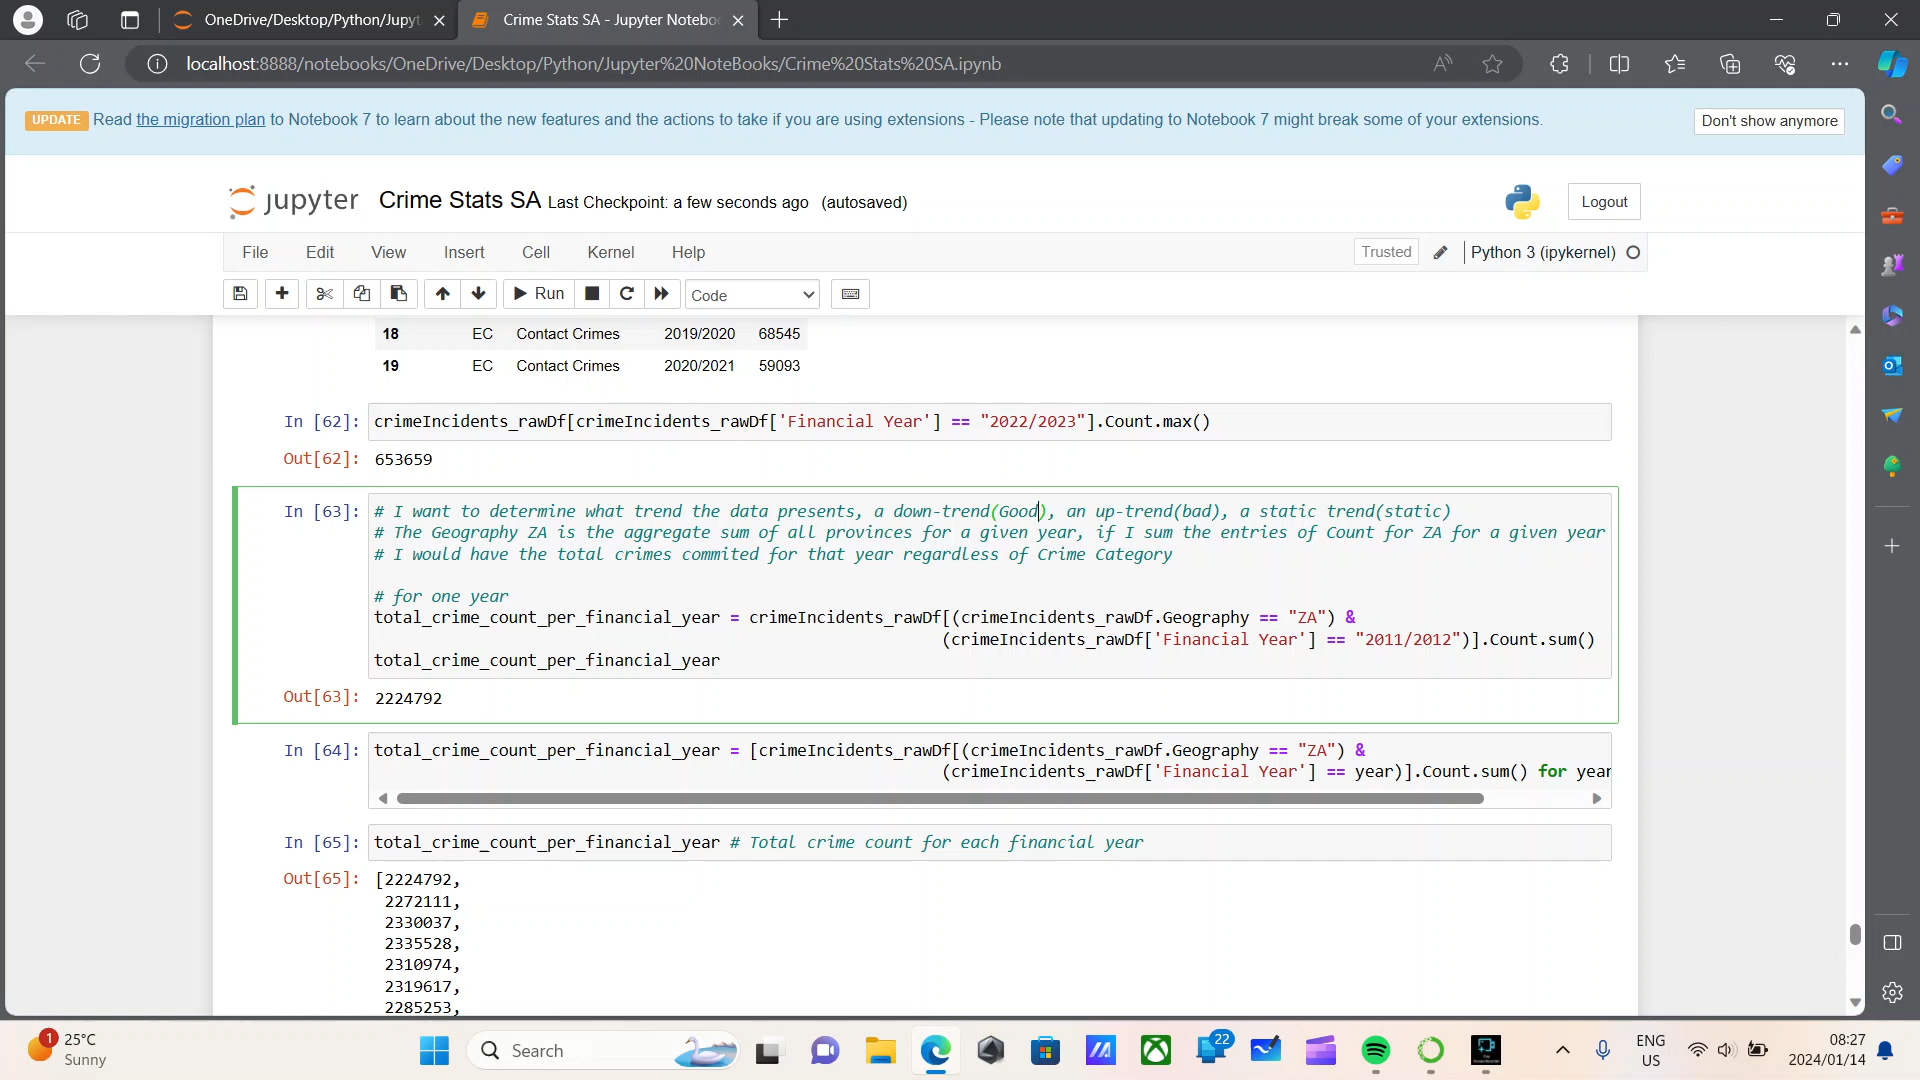 OneDrive/Desktop/Python/Jupyt
Crime Stats SA - Jupyter Notebo
localhost:8888/notebooks/OneDrive/Desktop/Python/Jupyter%20NoteBooks/Crime%20Stats%20SA.ipynb
UPDATE Read the migration plan to Notebook 7 to learn about the new features and the actions to take if you are using extensions - Please note that updating to Notebook 7 might break some of your extensions.
Don't show anymore
jupyter Crime Stats SA Last Checkpoint: a few seconds ago (autosaved)
Logout
File Edit View Insert Cell Kernel Help
Trusted Python 3 (ipykernel)
Run Code
18 EC Contact Crimes 2019/2020 68545
19 EC Contact Crimes 2020/2021 59093
In [62]: crimeIncidents_rawDf[crimeIncidents_rawDf['Financial Year'] == "2022/2023"].Count.max()
Out[62]: 653659
In [63]: # I want to determine what trend the data presents, a down-trend(Good), an up-trend(bad), a static trend(static)
# The Geography ZA is the aggregate sum of all provinces for a given year, if I sum the entries of Count for ZA for a given year
# I would have the total crimes commited for that year regardless of Crime Category
# for one year
total_crime_count_per_financial_year = crimeIncidents_rawDf[(crimeIncidents_rawDf.Geography == "ZA") &
(crimeIncidents_rawDf['Financial Year'] == "2011/2012")].Count.sum()
total_crime_count_per_financial_year
Out[63]: 2224792
In [64]: total_crime_count_per_financial_year = [crimeIncidents_rawDf[(crimeIncidents_rawDf.Geography == "ZA") &
(crimeIncidents_rawDf['Financial Year'] == year)].Count.sum() for year
In [65]: total_crime_count_per_financial_year # Total crime count for each financial year
Out[65]: [2224792,
2272111,
2330037,
2335528,
2310974,
2319617,
2285253,
1
25°C
Sunny
Search
22
ENG
US
08:27
2024/01/14